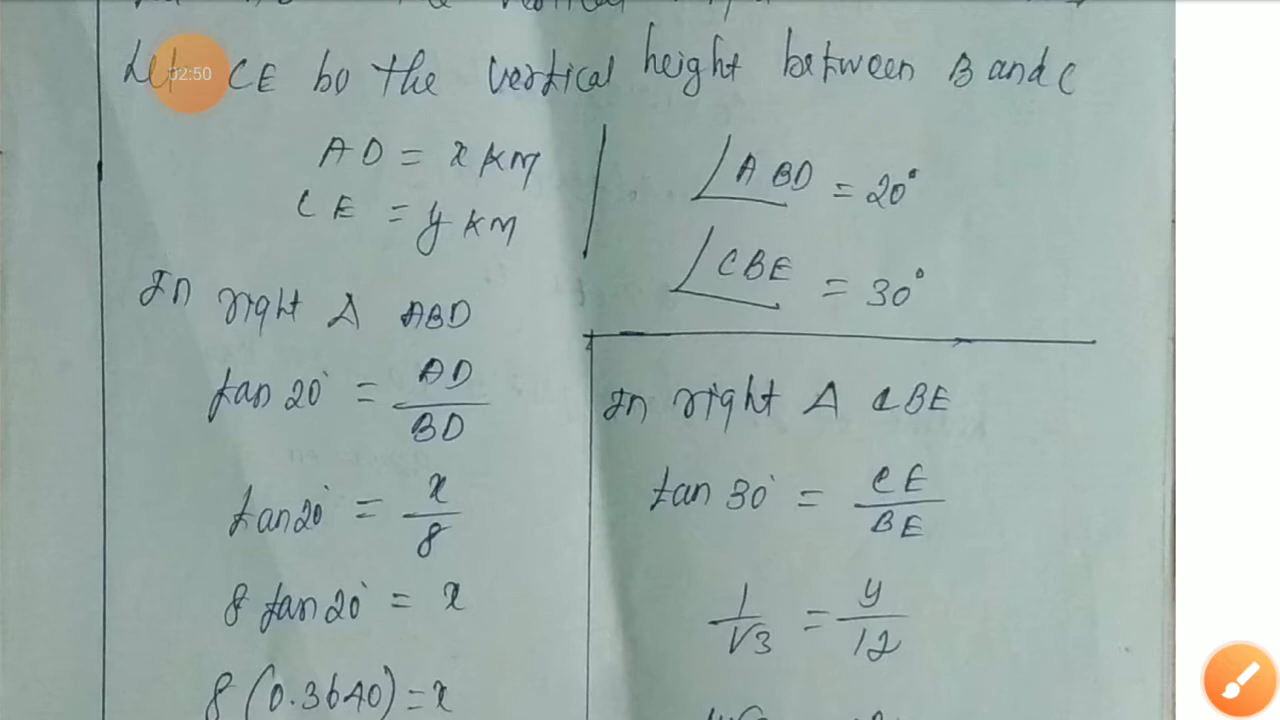 Let CE be the vertical height between B and C
AD = x KM
CE = y KM
∠ABD = 20°
∠CBE = 30°
In right Δ ABD
tan 20° = AD/BD
tan 20° = x/8
8 tan 20° = x
8 (0.3640) = x
In right Δ CBE
tan 30° = CE/BE
1/√3 = y/12
02:50